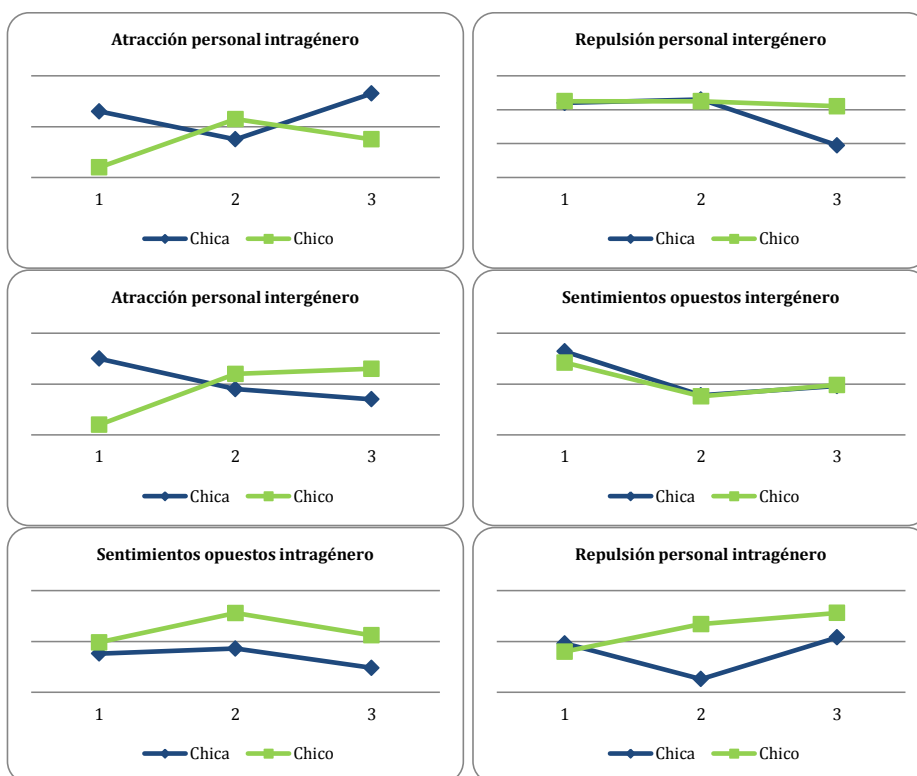 Atracción personal intragénero
1 2 3
Chica Chico
Repulsión personal intergénero
1 2 3
Chica Chico
Atracción personal intergénero
1 2 3
Chica Chico
Sentimientos opuestos intergénero
1 2 3
Chica Chico
Sentimientos opuestos intragénero
1 2 3
Chica Chico
Repulsión personal intragénero
1 2 3
Chica Chico